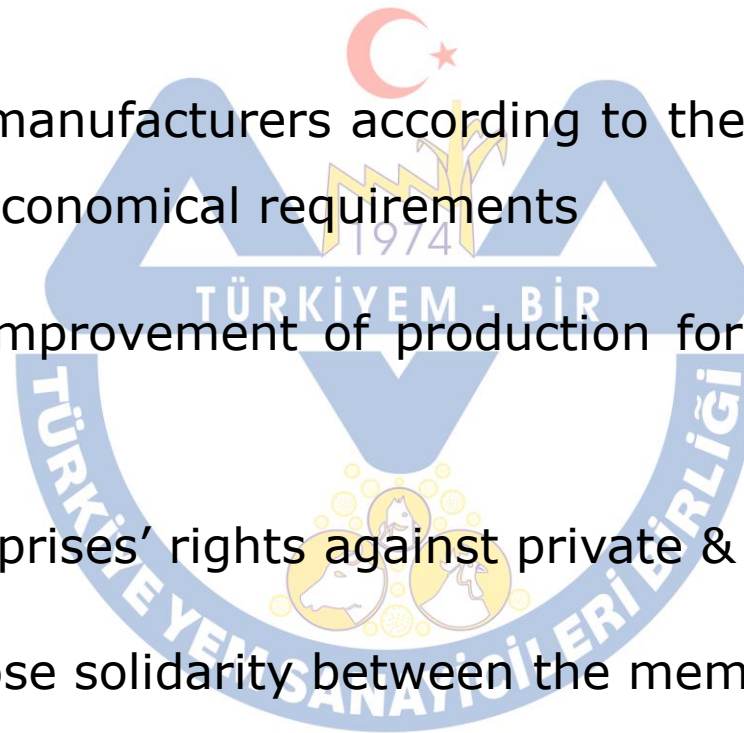 manufacturers according to the
conomical requirements
1974
TÜRKİYEM - BİR
mprovement of production for
prises’ rights against private &
ose solidarity between the mem
TÜRKİYE YEM SANAYİCİLERİ BİRLİĞİ